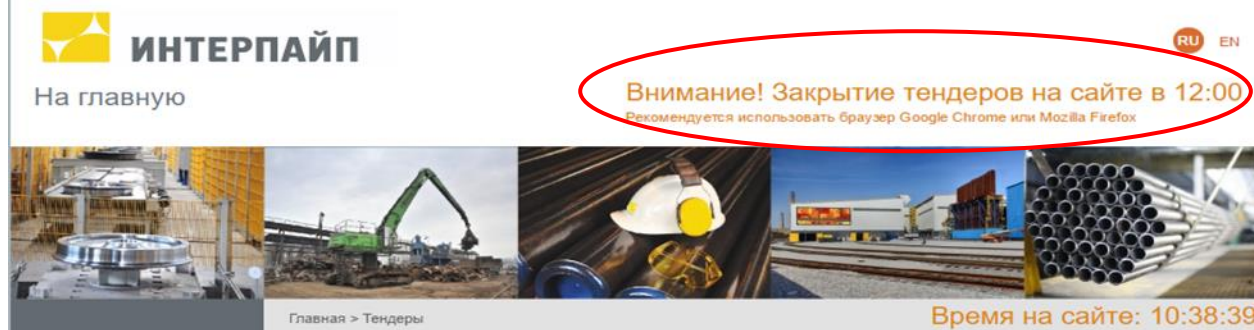 ИНТЕРПАЙП
RU EN
На главную
Внимание! Закрытие тендеров на сайте в 12:00
Рекомендуется использовать браузер Google Chrome или Mozilla Firefox
Главная > Тендеры
Время на сайте: 10:38:39